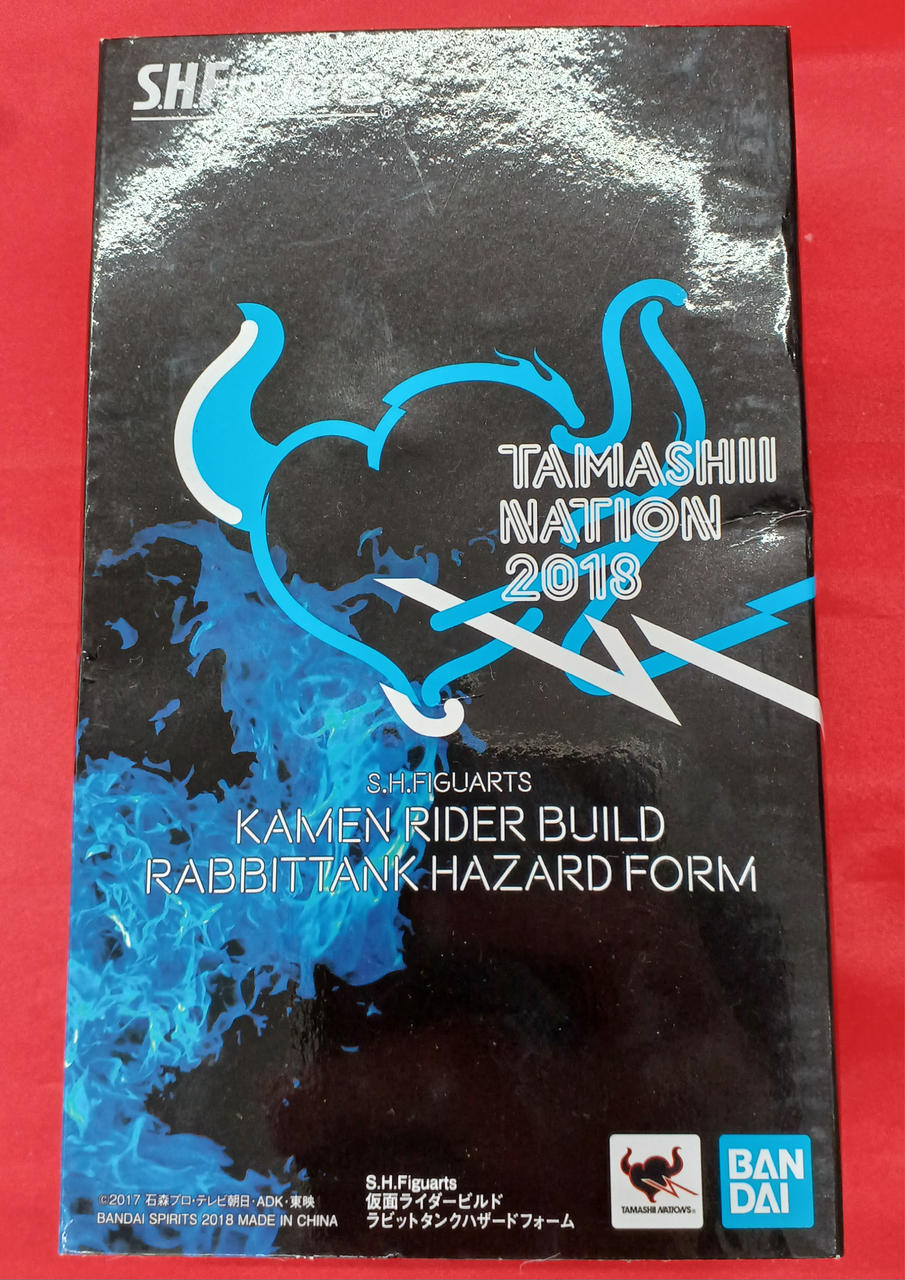 S.H.Figuarts
TAMASHII
NATION
2018
S.H.FIGUARTS
KAMEN RIDER BUILD
RABBITTANK HAZARD FORM
©2017 石森プロ・テレビ朝日・ADK・東映
BANDAI SPIRITS 2018 MADE IN CHINA
S.H.Figuarts
仮面ライダービルド
ラビットタンクハザードフォーム
TAMASHII NATIONS®
BAN
DAI